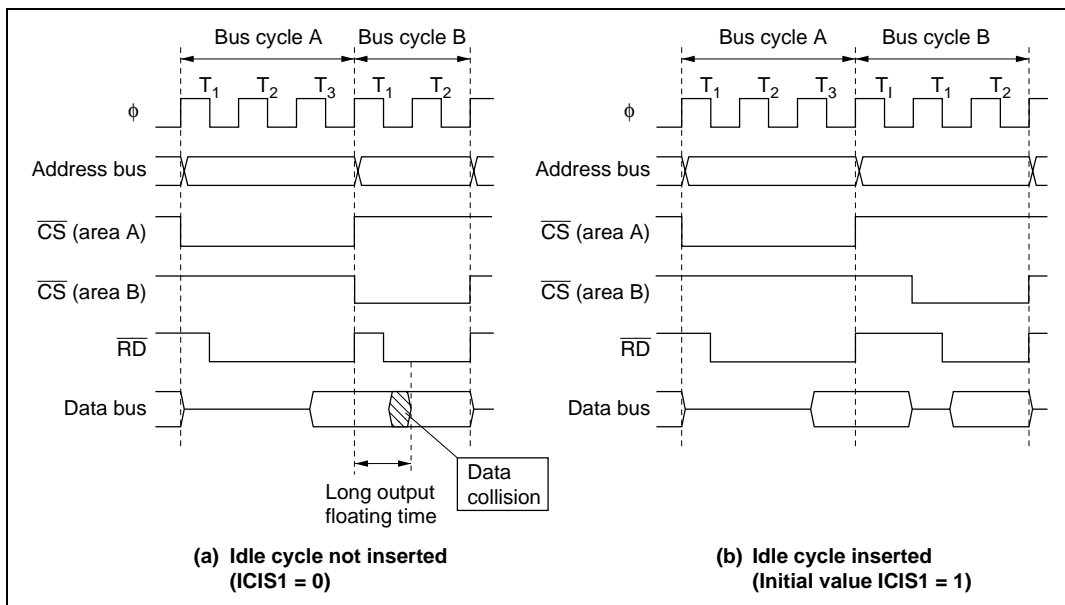 Bus cycle A
Bus cycle B
T1 T2 T3 T1 T2
φ
Address bus
CS (area A)
CS (area B)
RD
Data bus
Long output
floating time
Data
collision
(a) Idle cycle not inserted
(ICIS1 = 0)
Bus cycle A
Bus cycle B
T1 T2 T3 TI T1 T2
φ
Address bus
CS (area A)
CS (area B)
RD
Data bus
(b) Idle cycle inserted
(Initial value ICIS1 = 1)